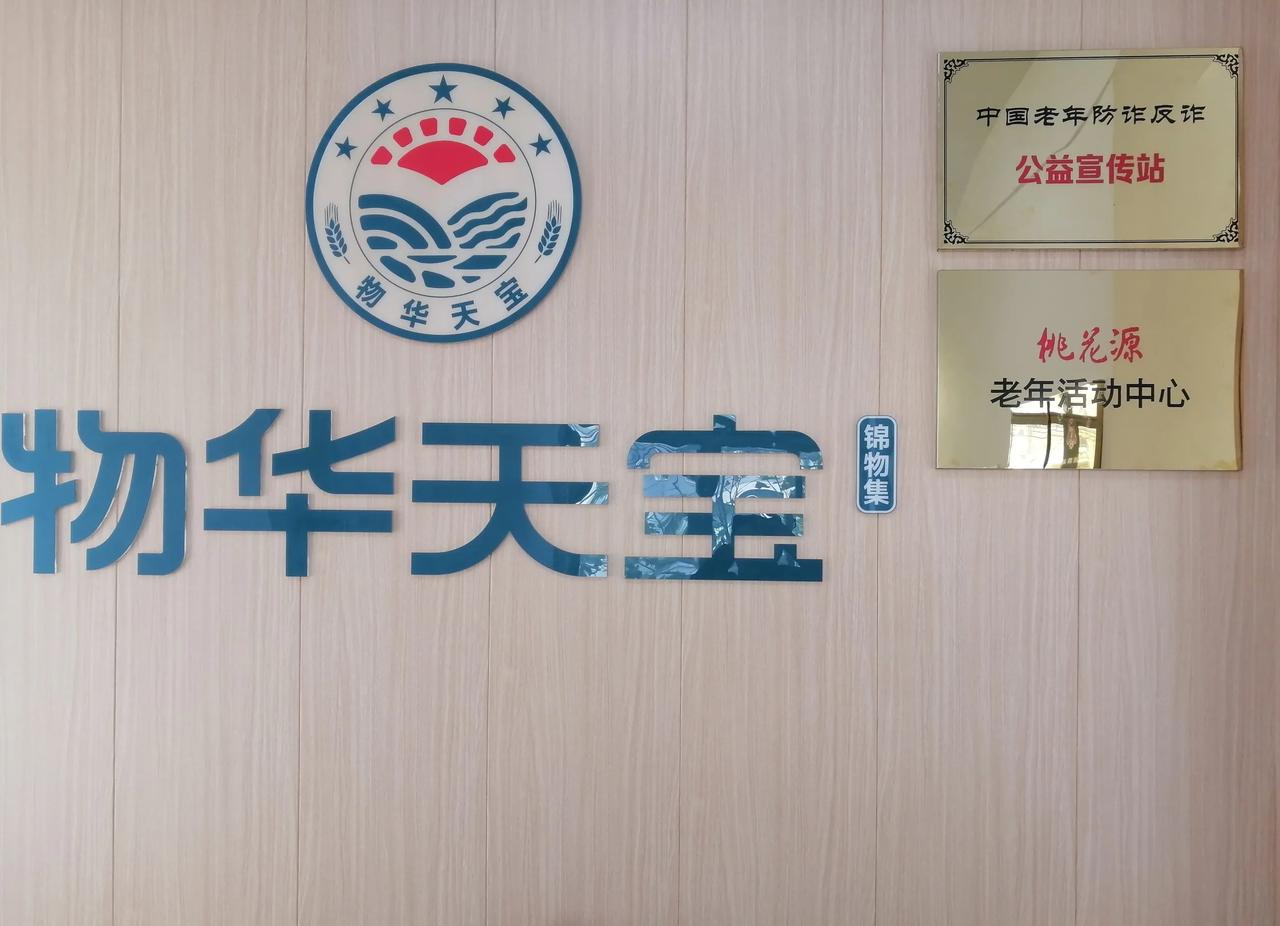 物华天宝
物华天宝
锦物集
中国老年防诈反诈
公益宣传站
桃花源
老年活动中心